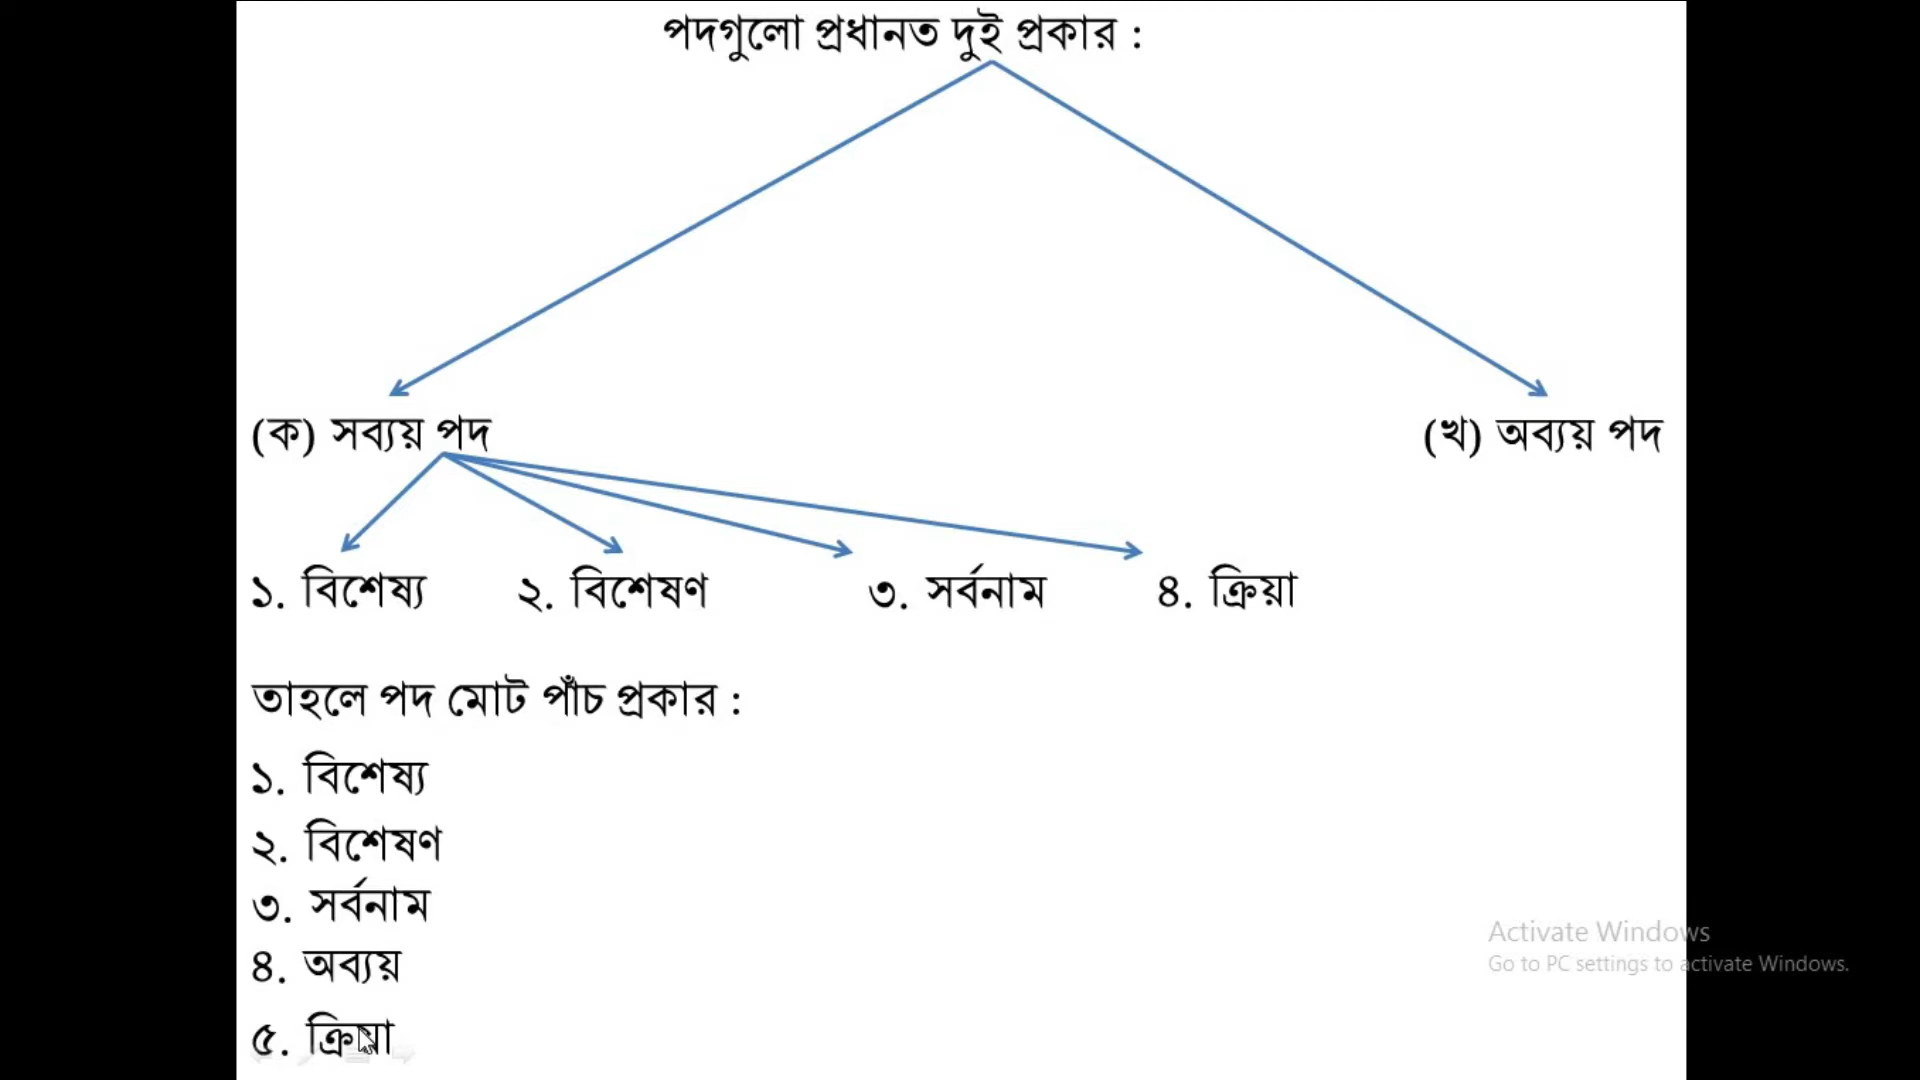 পদগুলো প্রধানত দুই প্রকার :
(ক) সব্যয় পদ (খ) অব্যয় পদ
১. বিশেষ্য ২. বিশেষণ ৩. সর্বনাম ৪. ক্রিয়া
তাহলে পদ মোট পাঁচ প্রকার :
১. বিশেষ্য
২. বিশেষণ
৩. সর্বনাম
৪. অব্যয়
৫. ক্রিয়া
Activate Windows
Go to PC settings to activate Windows.